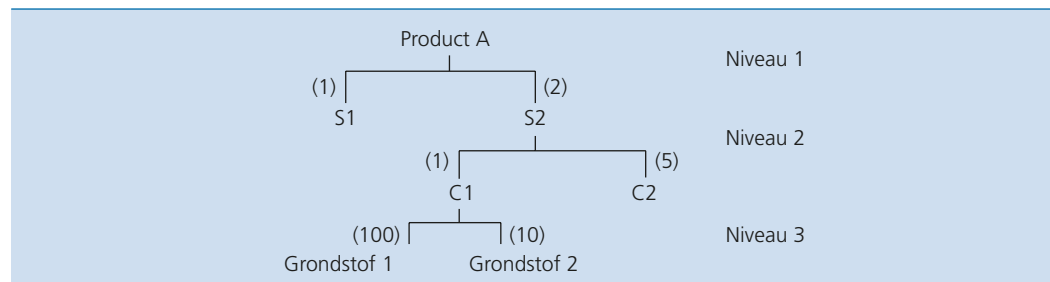 Product A
Niveau 1
(1) (2)
S1 S2
Niveau 2
(1) (5)
C1 C2
(100) (10) Niveau 3
Grondstof 1 Grondstof 2